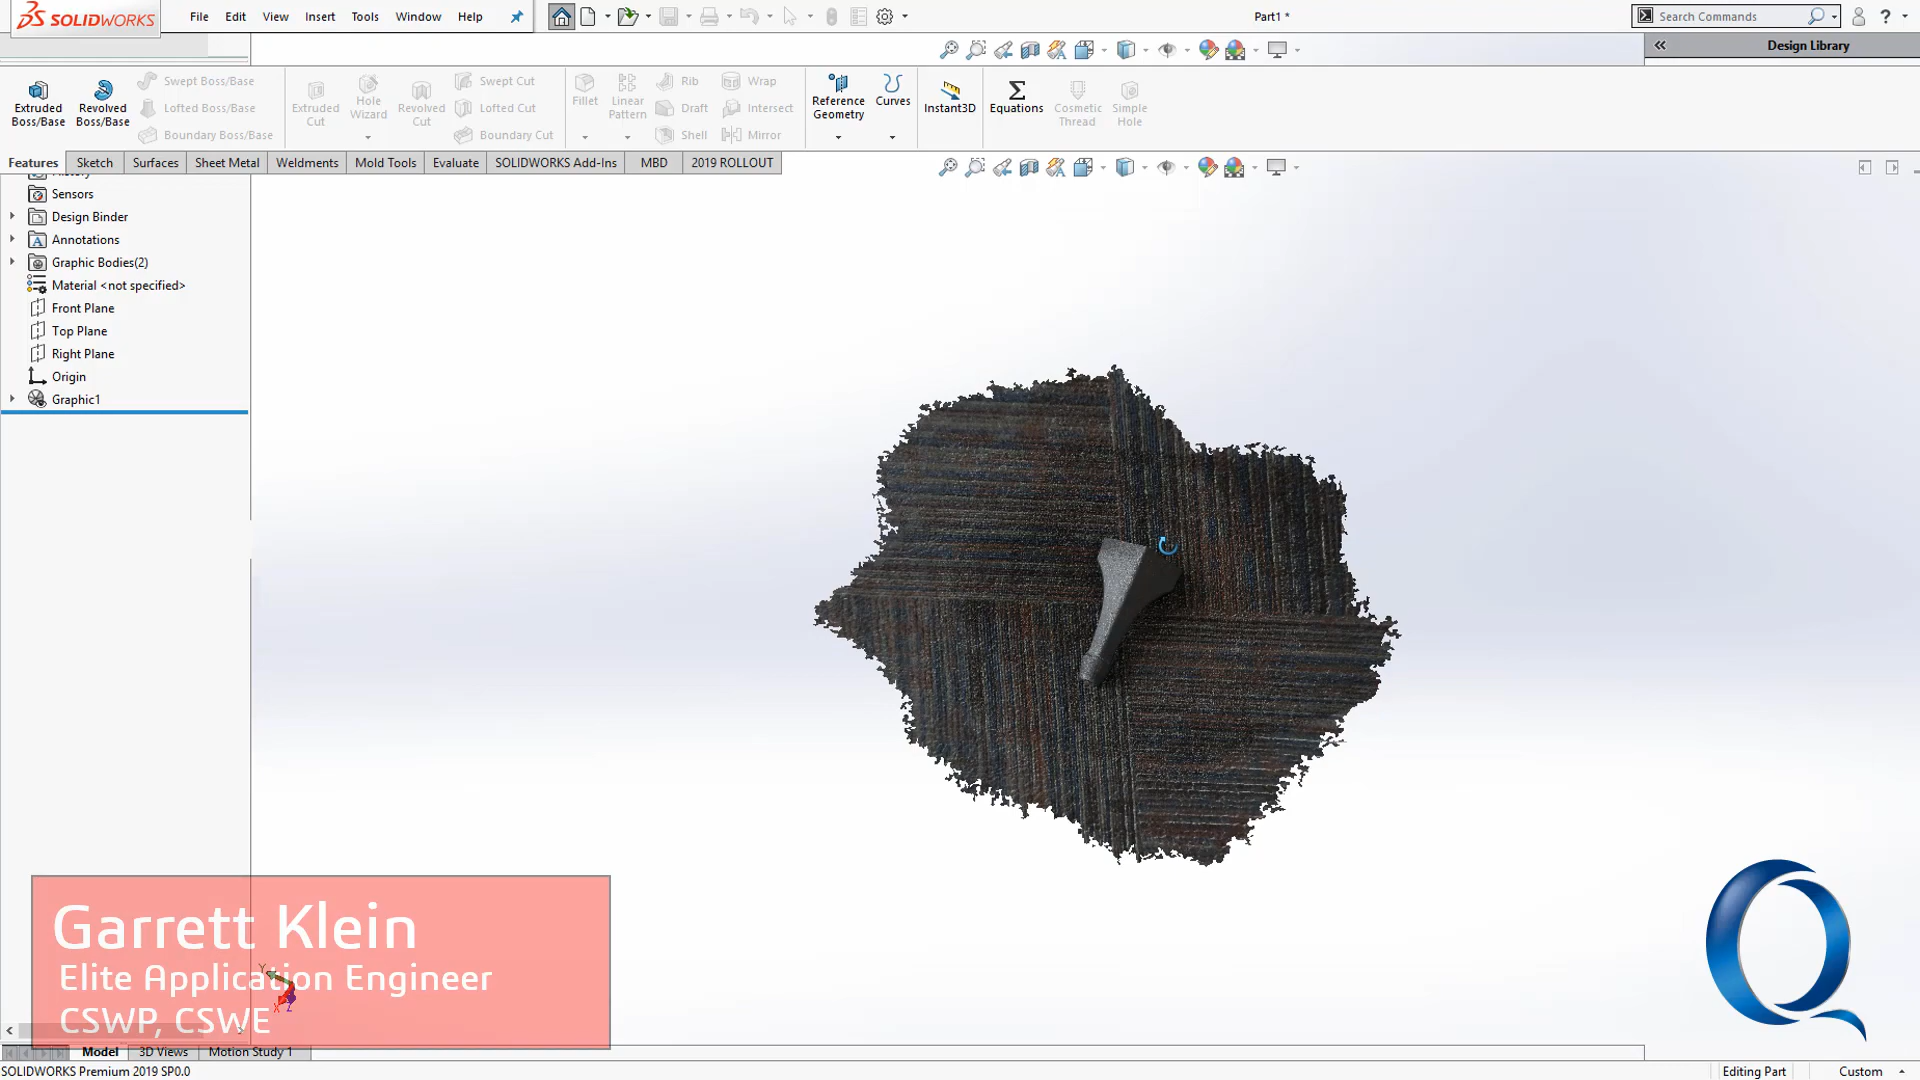 SOLIDWORKS
File Edit View Insert Tools Window Help
Part1 *
Search Commands
Design Library
Extruded Boss/Base
Revolved Boss/Base
Swept Boss/Base
Lofted Boss/Base
Boundary Boss/Base
Extruded Cut
Hole Wizard
Revolved Cut
Swept Cut
Lofted Cut
Boundary Cut
Fillet
Linear Pattern
Rib
Draft
Shell
Wrap
Intersect
Mirror
Reference Geometry
Curves
Instant3D
Equations
Cosmetic Thread
Simple Hole
Features Sketch Surfaces Sheet Metal Weldments Mold Tools Evaluate SOLIDWORKS Add-Ins MBD 2019 ROLLOUT
History
Sensors
Design Binder
Annotations
Graphic Bodies(2)
Material <not specified>
Front Plane
Top Plane
Right Plane
Origin
Graphic1
Garrett Klein
Elite Application Engineer
CSWP, CSWE
Y
X
Z
Model 3D Views Motion Study 1
SOLIDWORKS Premium 2019 SP0.0
Editing Part
Custom